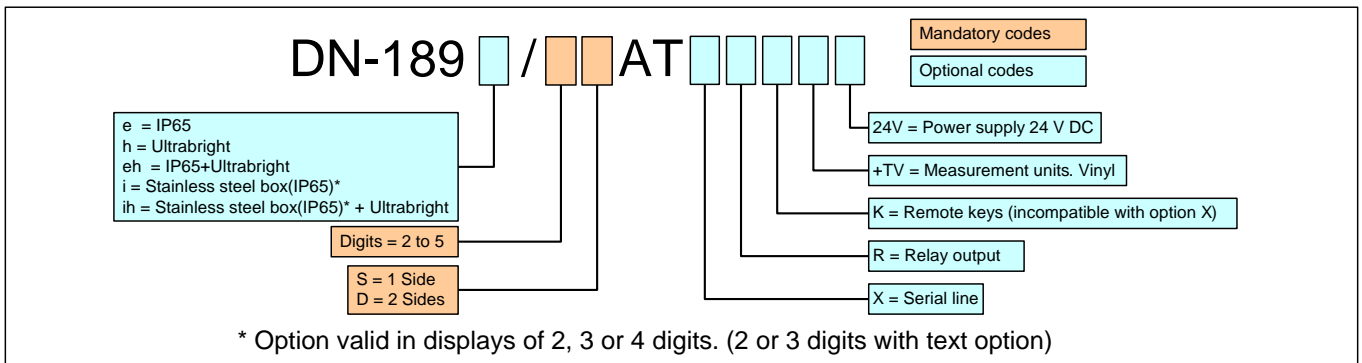 DN-189 / AT
Mandatory codes
Optional codes
e = IP65
h = Ultrabright
eh = IP65+Ultrabright
i = Stainless steel box(IP65)*
ih = Stainless steel box(IP65)* + Ultrabright
Digits = 2 to 5
S = 1 Side
D = 2 Sides
24V = Power supply 24 V DC
+TV = Measurement units. Vinyl
K = Remote keys (incompatible with option X)
R = Relay output
X = Serial line
* Option valid in displays of 2, 3 or 4 digits. (2 or 3 digits with text option)